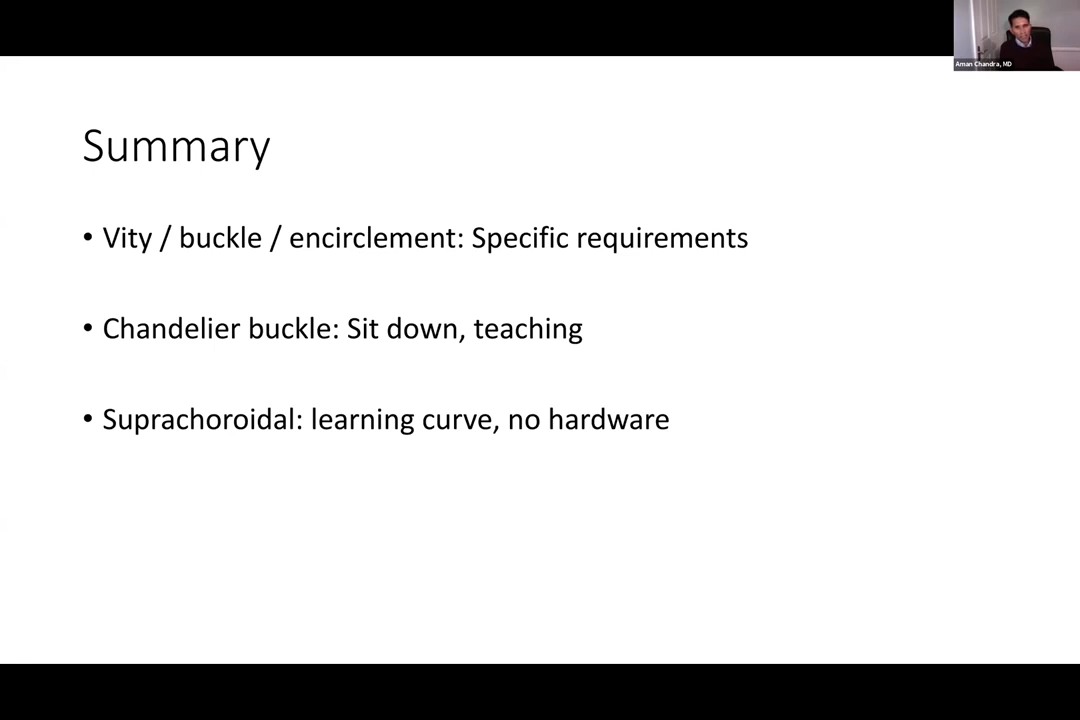 Aman Chandra, MD
Summary
• Vity / buckle / encirclement: Specific requirements
• Chandelier buckle: Sit down, teaching
• Suprachoroidal: learning curve, no hardware